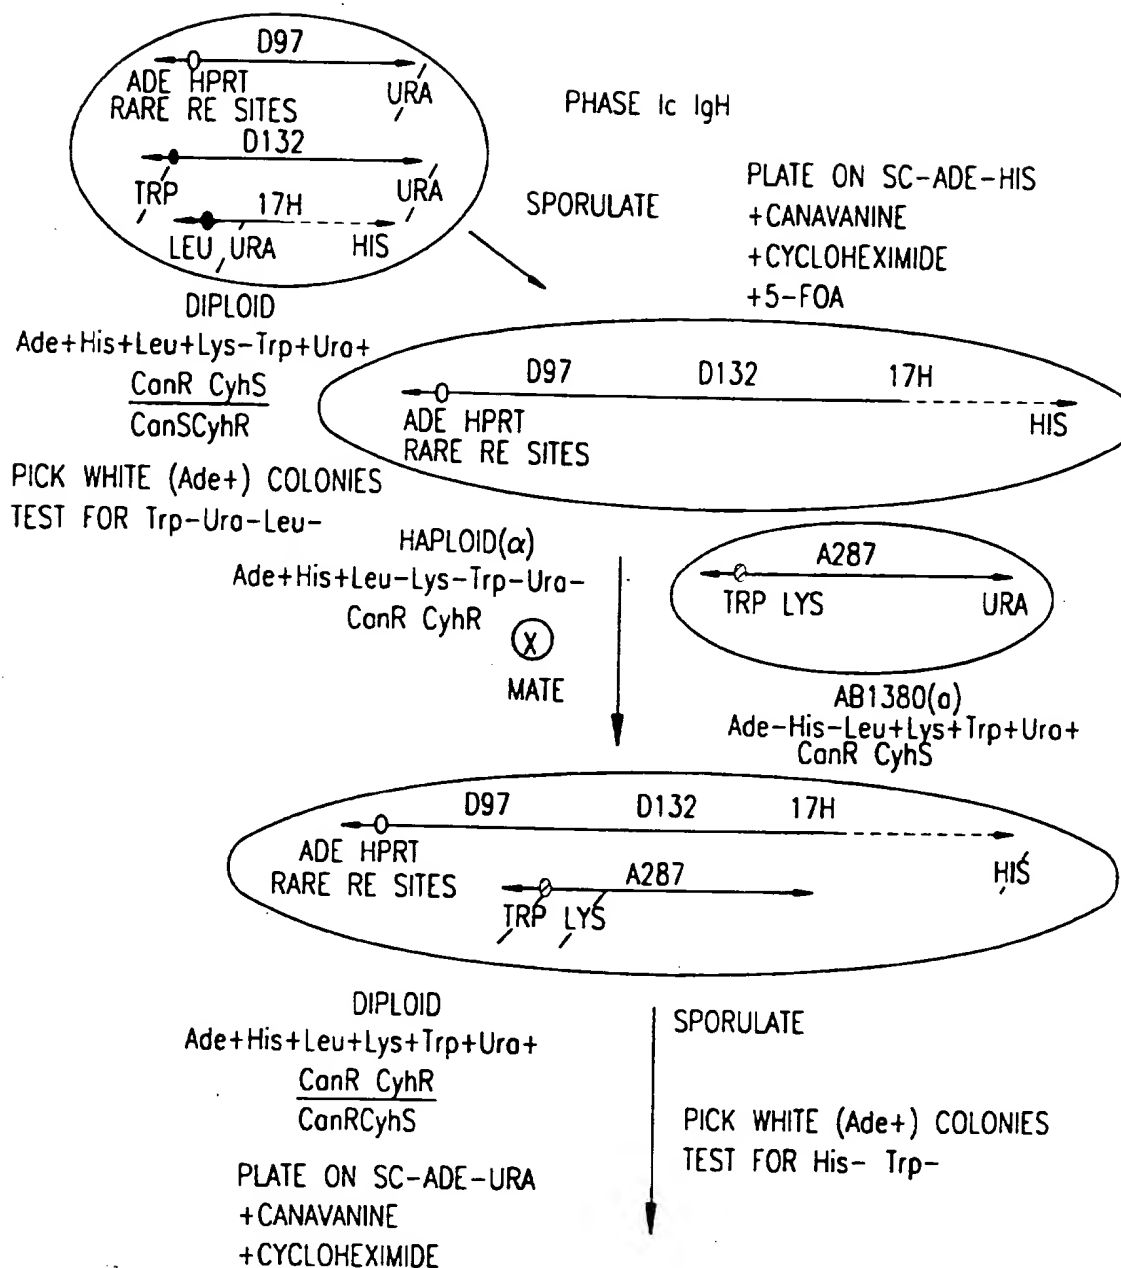 D97
ADE HPRT
RARE RE SITES
URA
D132
TRP
URA
17H
LEU URA
HIS
PHASE Ic IgH
SPORULATE
PLATE ON SC-ADE-HIS
+CANAVANINE
+CYCLOHEXIMIDE
+5-FOA
DIPLOID
Ade+His+Leu+Lys-Trp+Ura+
CanR CyhS
CanSCyhR
PICK WHITE (Ade+) COLONIES
TEST FOR Trp-Ura-Leu-
D97 D132 17H
ADE HPRT
RARE RE SITES
HIS
HAPLOID(α)
Ade+His+Leu-Lys-Trp-Ura-
CanR CyhR
X
MATE
A287
TRP LYS
URA
AB1380(a)
Ade-His-Leu+Lys+Trp+Ura+
CanR CyhS
D97 D132 17H
ADE HPRT
RARE RE SITES
HIS
A287
TRP LYS
DIPLOID
Ade+His+Leu+Lys+Trp+Ura+
CanR CyhR
CanRCyhS
PLATE ON SC-ADE-URA
+CANAVANINE
+CYCLOHEXIMIDE
SPORULATE
PICK WHITE (Ade+) COLONIES
TEST FOR His- Trp-